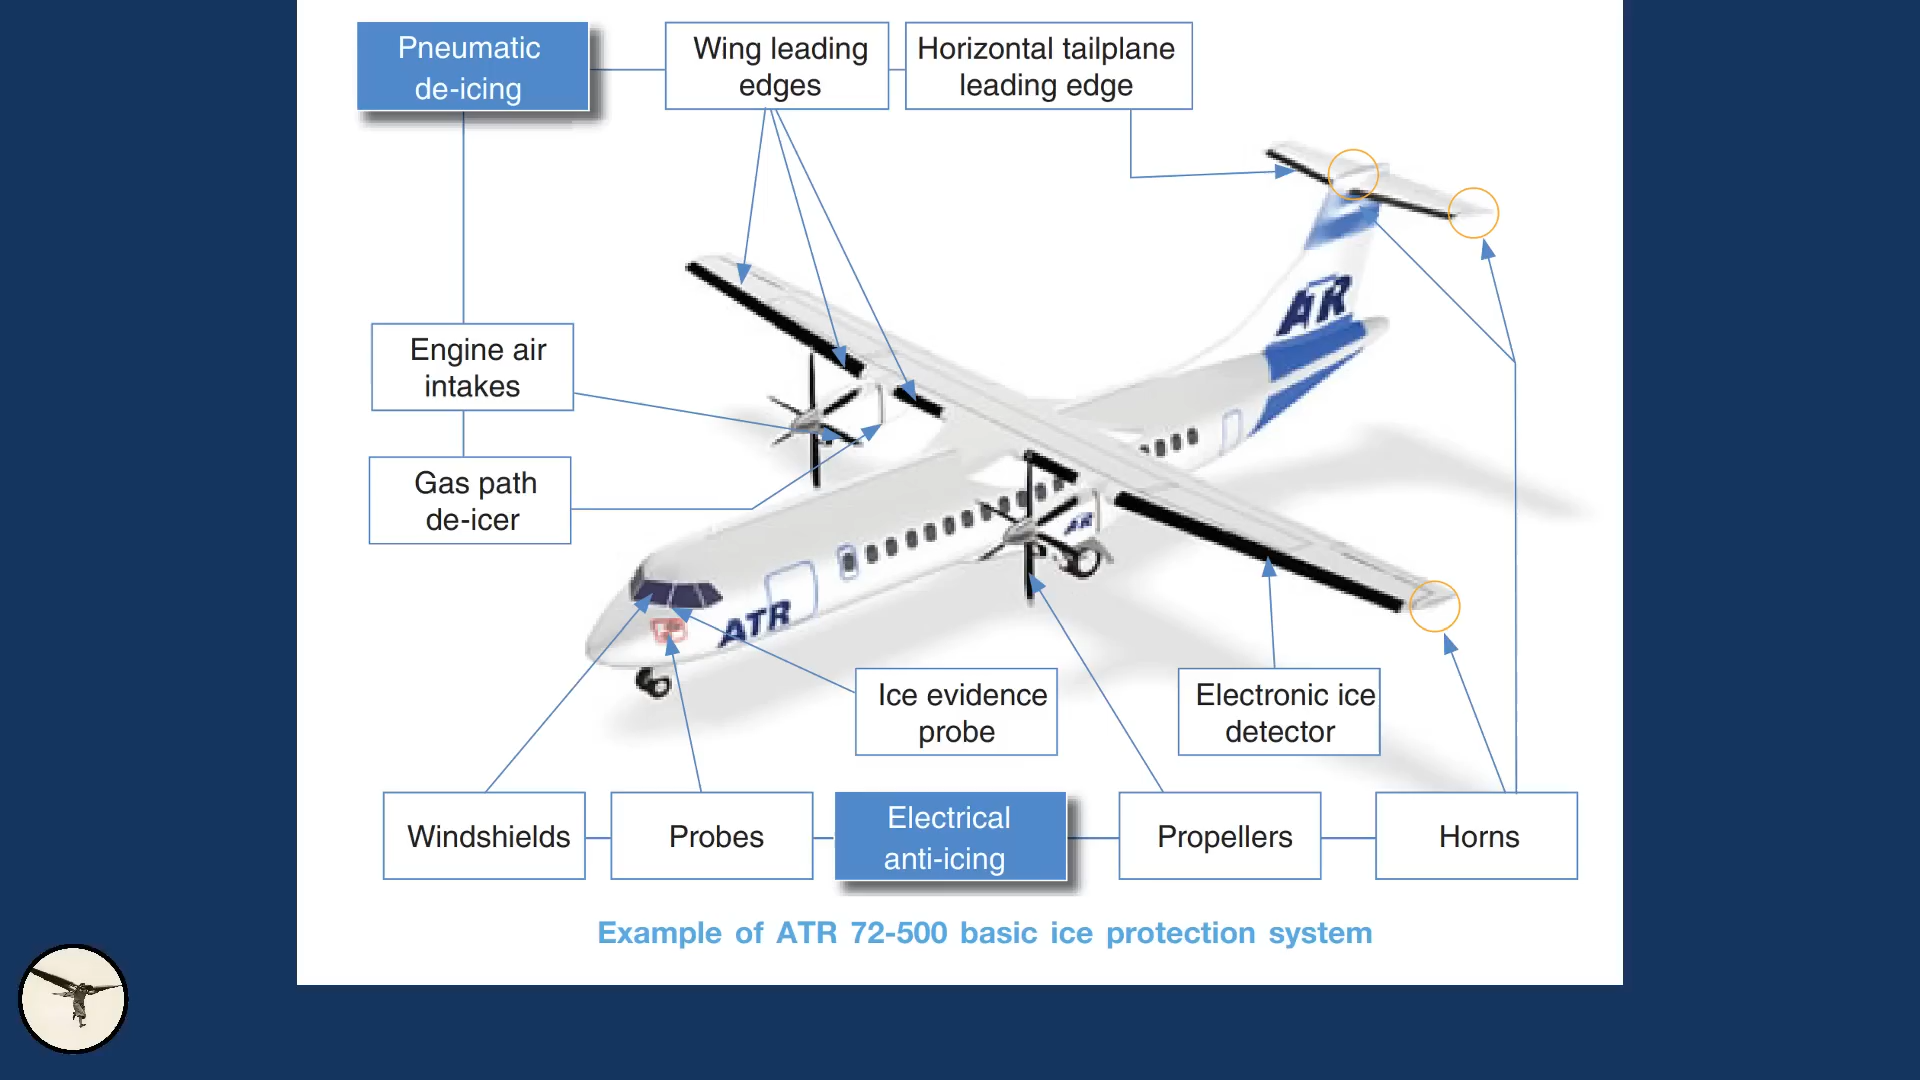 Pneumatic
de-icing
Wing leading
edges
Horizontal tailplane
leading edge
Engine air
intakes
Gas path
de-icer
AR
AR
ATR
Ice evidence
probe
Electronic ice
detector
Windshields
Probes
Electrical
anti-icing
Propellers
Horns
Example of ATR 72-500 basic ice protection system